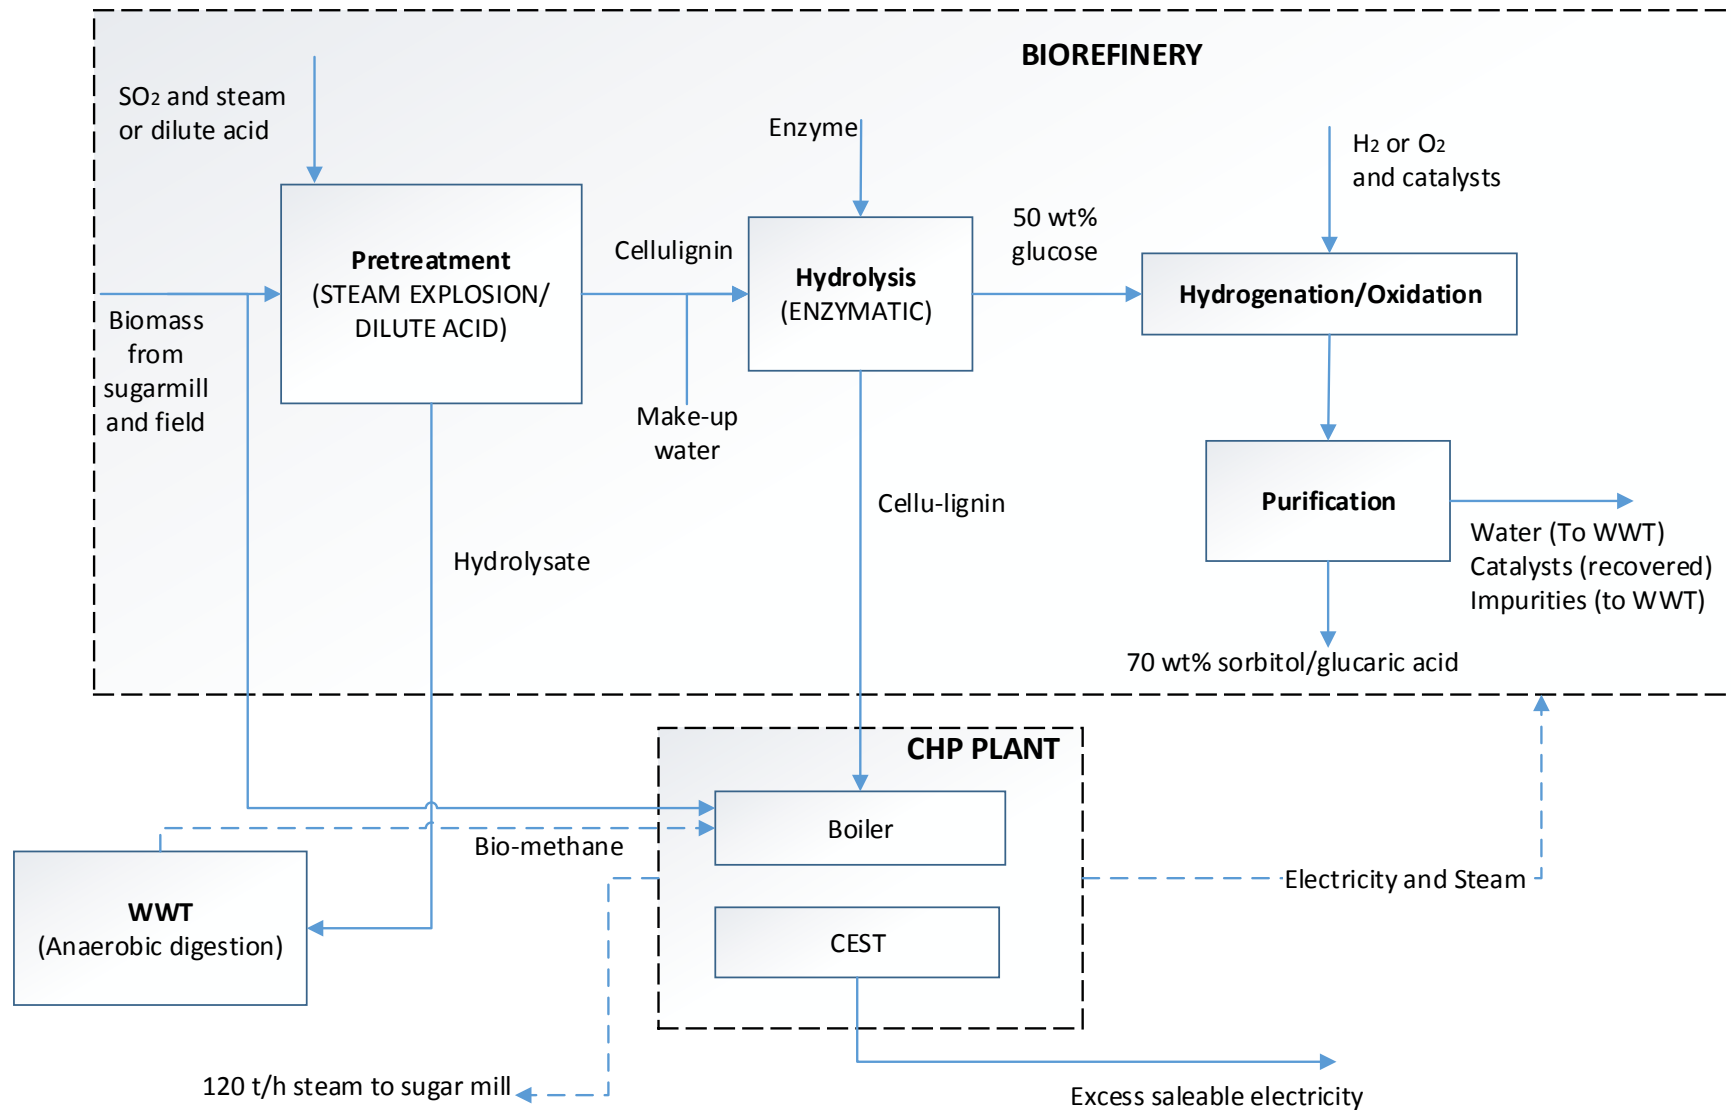 BIOREFINERY
SO2 and steam
or dilute acid
Enzyme
H2 or O2
and catalysts
Pretreatment
(STEAM EXPLOSION/
DILUTE ACID)
Cellulignin
Hydrolysis
(ENZYMATIC)
50 wt%
glucose
Hydrogenation/Oxidation
Biomass
from
sugarmill
and field
Make-up
water
Purification
Cellu-lignin
Hydrolysate
Water (To WWT)
Catalysts (recovered)
Impurities (to WWT)
70 wt% sorbitol/glucaric acid
CHP PLANT
Boiler
Bio-methane
Electricity and Steam
WWT
(Anaerobic digestion)
CEST
120 t/h steam to sugar mill
Excess saleable electricity